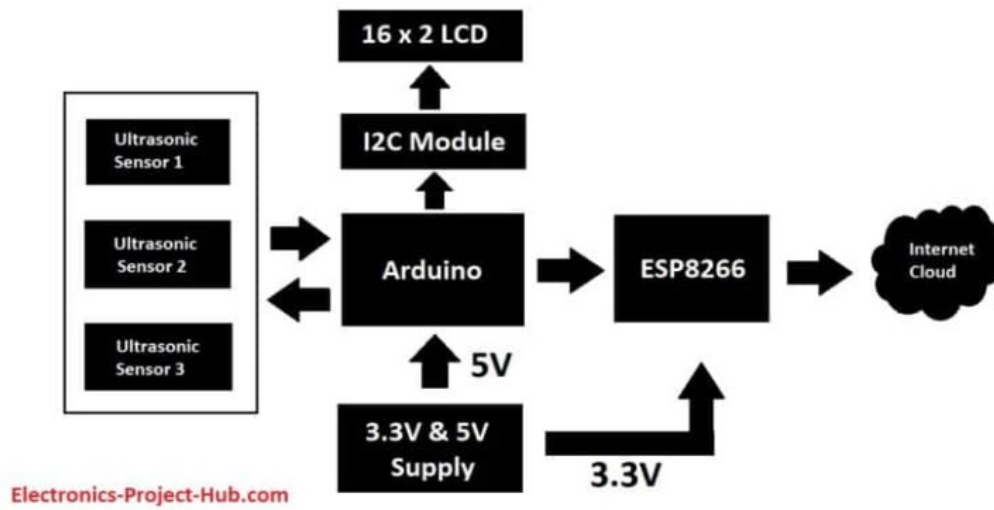 16 x 2 LCD
I2C Module
Ultrasonic
Sensor 1
Ultrasonic
Sensor 2
Ultrasonic
Sensor 3
Arduino
ESP8266
Internet
Cloud
5V
3.3V & 5V
Supply
3.3V
Electronics-Project-Hub.com